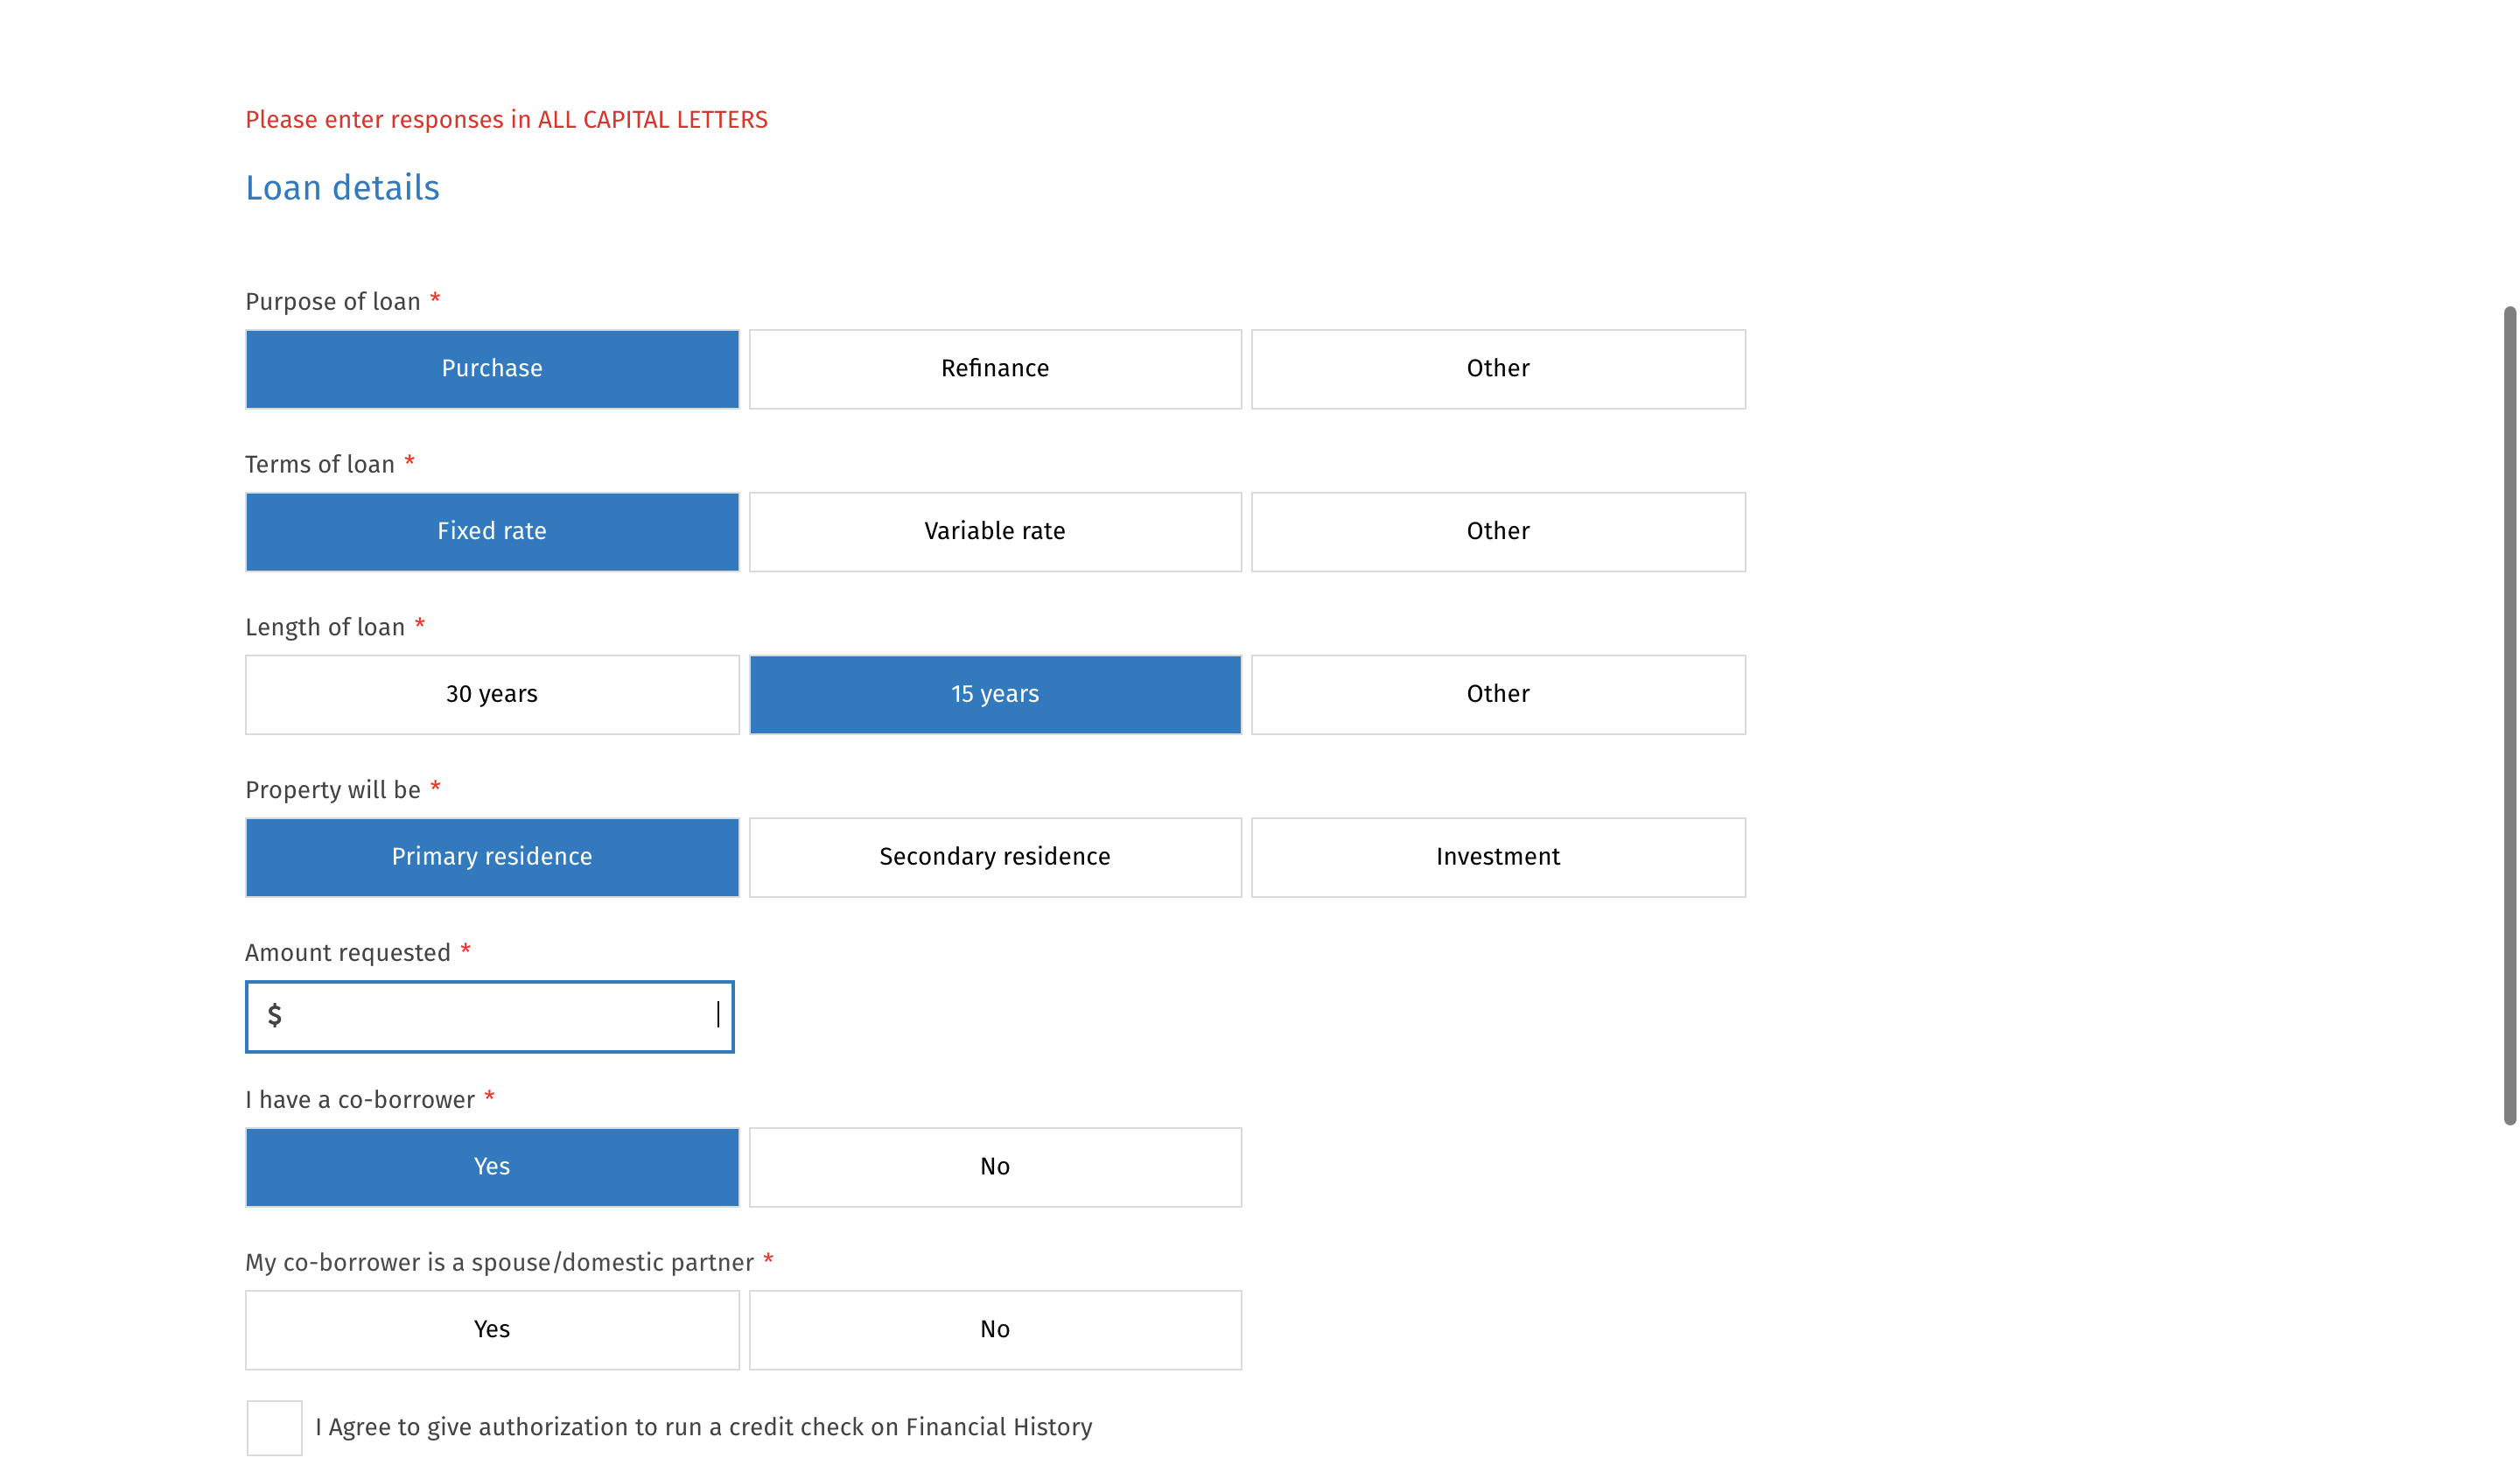 Please enter responses in ALL CAPITAL LETTERS
Loan details
Purpose of loan *
Purchase
Refinance
Other
Terms of loan *
Fixed rate
Variable rate
Other
Length of loan *
30 years
15 years
Other
Property will be *
Primary residence
Secondary residence
Investment
Amount requested *
$
I have a co-borrower *
Yes
No
My co-borrower is a spouse/domestic partner *
Yes
No
I Agree to give authorization to run a credit check on Financial History